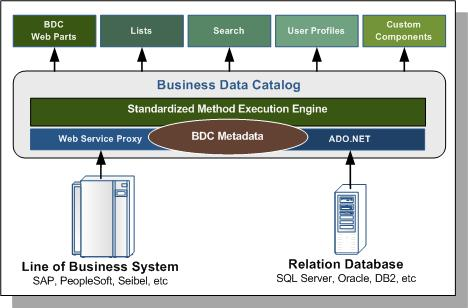 BDC
Web Parts
Lists
Search
User Profiles
Custom
Components
Business Data Catalog
Standardized Method Execution Engine
Web Service Proxy
BDC Metadata
ADO.NET
Line of Business System
SAP, PeopleSoft, Seibel, etc
Relation Database
SQL Server, Oracle, DB2, etc